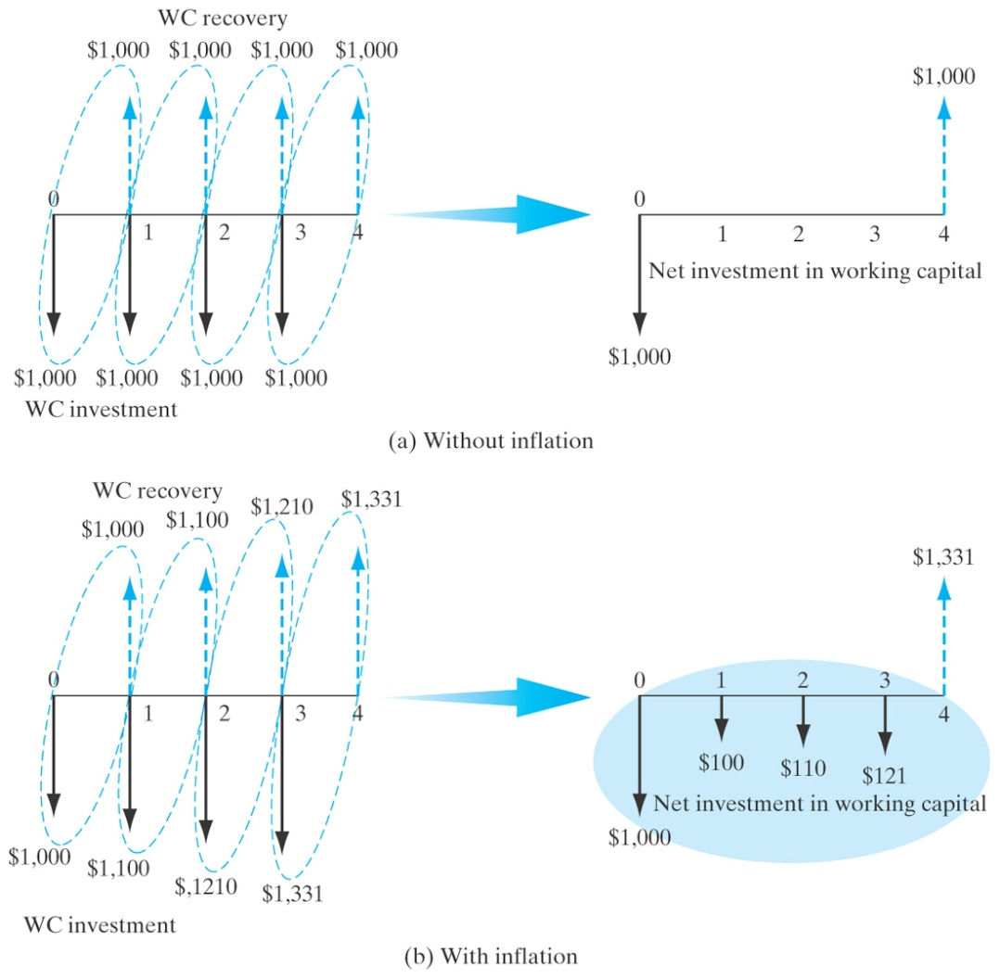 WC recovery
$1,000 $1,000 $1,000 $1,000
0
1 2 3 4
$1,000 $1,000 $1,000 $1,000
WC investment
$1,000
0
1 2 3 4
Net investment in working capital
$1,000
(a) Without inflation
WC recovery
$1,000 $1,100 $1,210 $1,331
0
1 2 3 4
$1,000 $1,100 $,1210 $1,331
WC investment
$1,331
0 1 2 3
4
$100 $110 $121
Net investment in working capital
$1,000
(b) With inflation